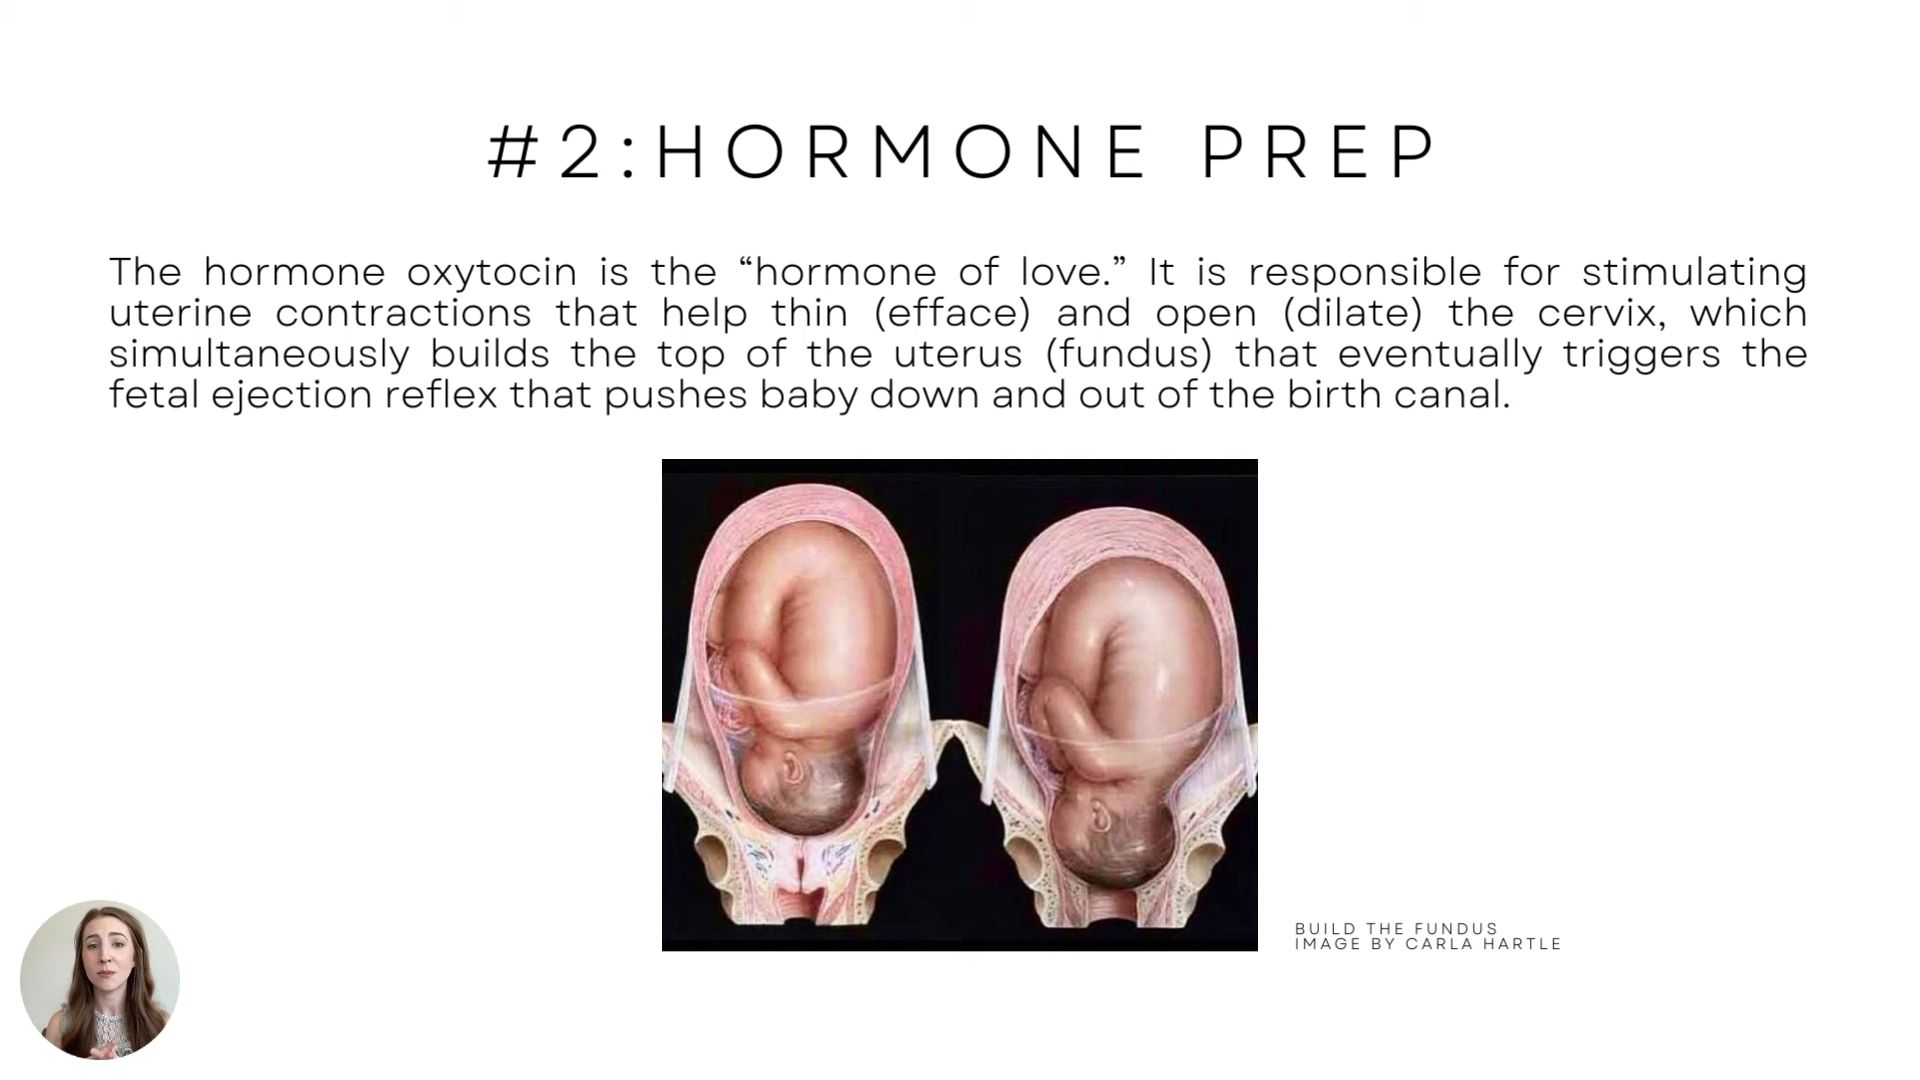 #2:HORMONE PREP
The hormone oxytocin is the “hormone of love.” It is responsible for stimulating
uterine contractions that help thin (efface) and open (dilate) the cervix, which
simultaneously builds the top of the uterus (fundus) that eventually triggers the
fetal ejection reflex that pushes baby down and out of the birth canal.
BUILD THE FUNDUS
IMAGE BY CARLA HARTLE